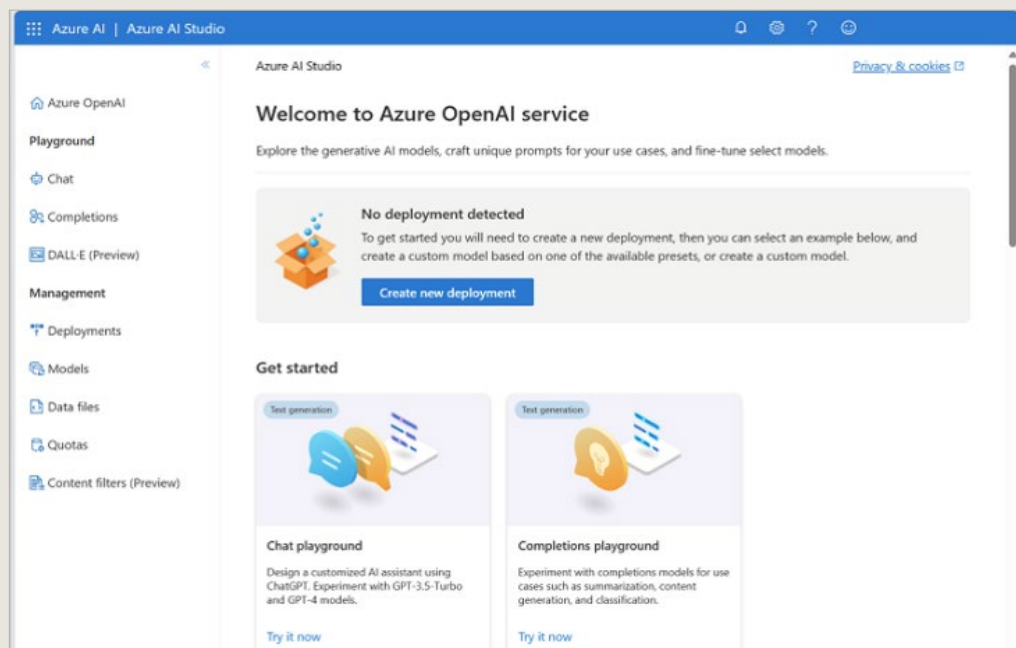 Azure AI | Azure AI Studio
Azure AI Studio
Privacy & cookies
Azure OpenAI
Playground
Chat
Completions
DALL·E (Preview)
Management
Deployments
Models
Data files
Quotas
Content filters (Preview)
Welcome to Azure OpenAI service
Explore the generative AI models, craft unique prompts for your use cases, and fine-tune select models.
No deployment detected
To get started you will need to create a new deployment, then you can select an example below, and
create a custom model based on one of the available presets, or create a custom model.
Create new deployment
Get started
Text generation
Chat playground
Design a customized AI assistant using
ChatGPT. Experiment with GPT-3.5-Turbo
and GPT-4 models.
Try it now
Text generation
Completions playground
Experiment with completions models for use
cases such as summarization, content
generation, and classification.
Try it now